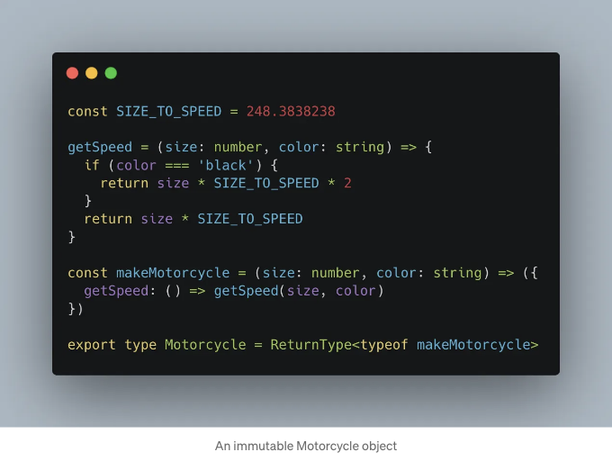 const SIZE_TO_SPEED = 248.3838238
getSpeed = (size: number, color: string) => {
  if (color === 'black') {
    return size * SIZE_TO_SPEED * 2
  }
  return size * SIZE_TO_SPEED
}
const makeMotorcycle = (size: number, color: string) => ({
  getSpeed: () => getSpeed(size, color)
})
export type Motorcycle = ReturnType<typeof makeMotorcycle>
An immutable Motorcycle object